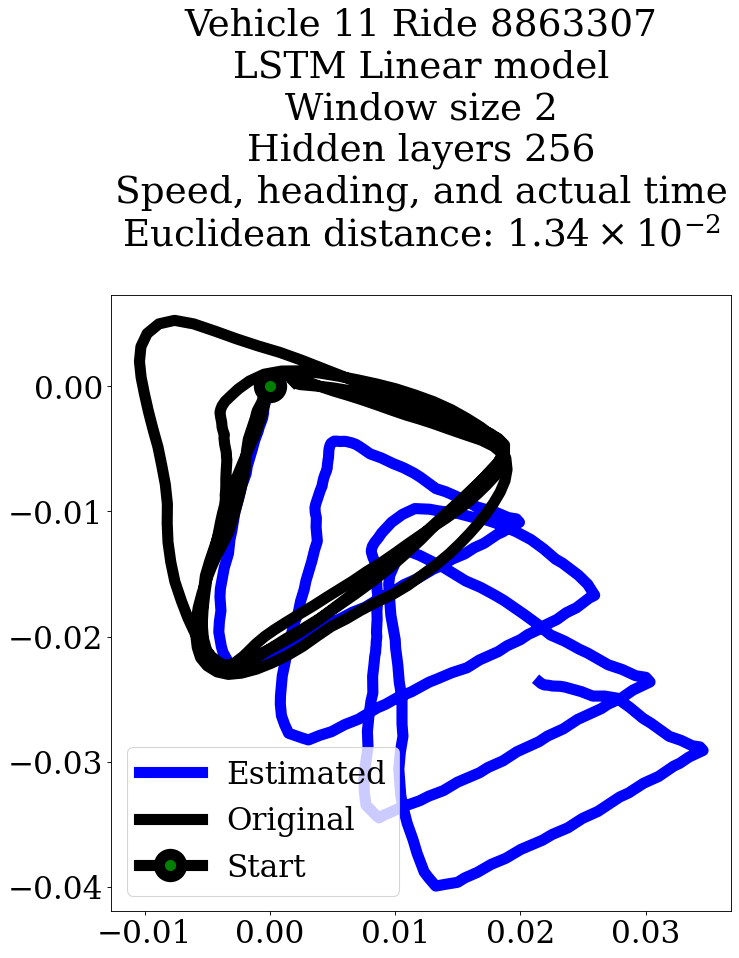 Vehicle 11 Ride 8863307
LSTM Linear model
Window size 2
Hidden layers 256
Speed, heading, and actual time
Euclidean distance: 1.34 × 10⁻²
0.00
−0.01
−0.02
−0.03
−0.04
Estimated
Original
Start
−0.01 0.00 0.01 0.02 0.03